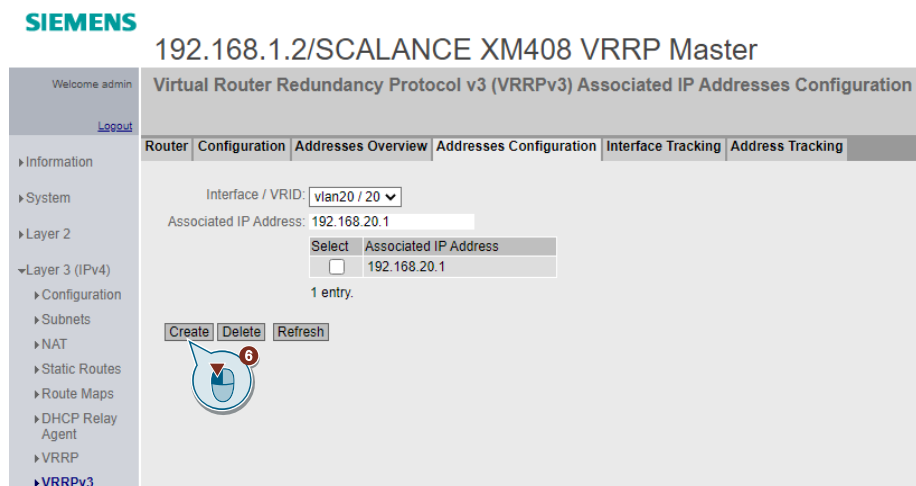 SIEMENS
192.168.1.2/SCALANCE XM408 VRRP Master
Welcome admin
Logout
Virtual Router Redundancy Protocol v3 (VRRPv3) Associated IP Addresses Configuration
Router Configuration Addresses Overview Addresses Configuration Interface Tracking Address Tracking
Information
System
Layer 2
Layer 3 (IPv4)
Configuration
Subnets
NAT
Static Routes
Route Maps
DHCP Relay
Agent
VRRP
VRRPv3
Interface / VRID: vlan20 / 20
Associated IP Address: 192.168.20.1
Select Associated IP Address
192.168.20.1
1 entry.
Create Delete Refresh
6